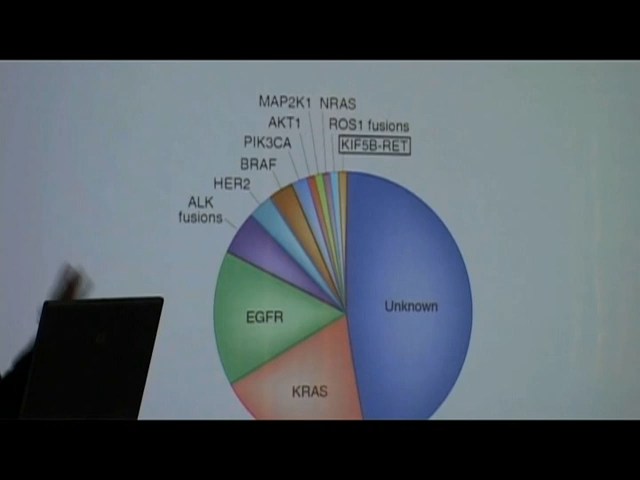 MAP2K1 NRAS
AKT1 ROS1 fusions
PIK3CA KIF5B-RET
BRAF
HER2
ALK
fusions
Unknown
EGFR
KRAS